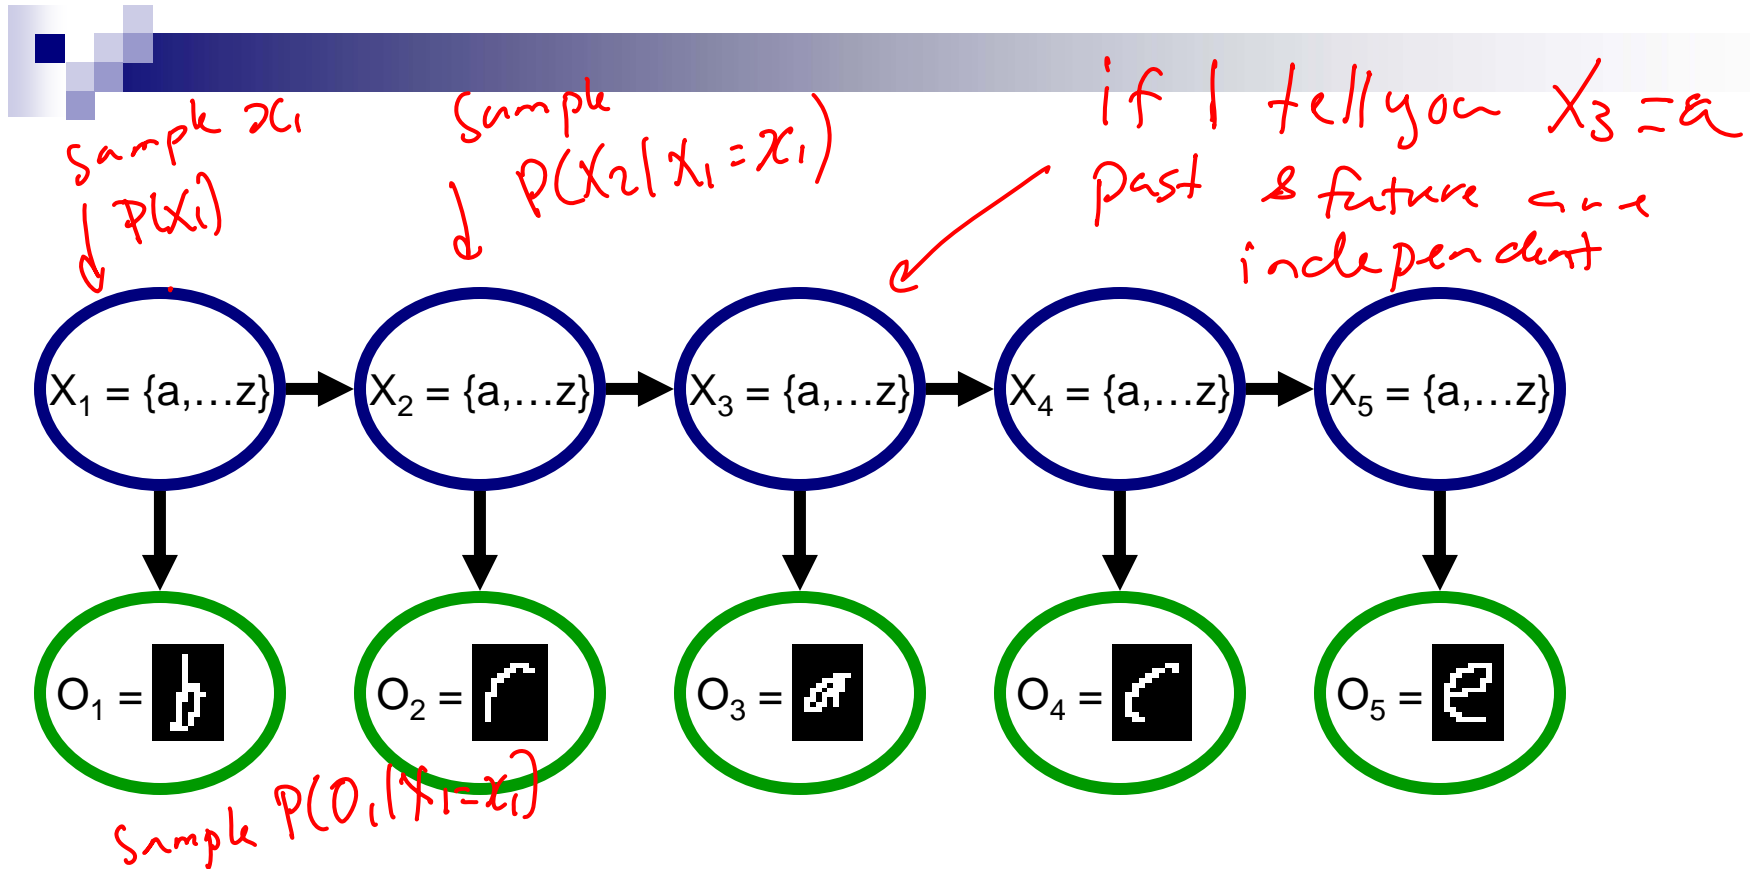 sample x₁
P(X₁)
sample
P(X₂|X₁=x₁)
if I tell you X₃=a
past & future are
independent
X₁ = {a,…z}
X₂ = {a,…z}
X₃ = {a,…z}
X₄ = {a,…z}
X₅ = {a,…z}
O₁ = b
O₂ = r
O₃ = a
O₄ = c
O₅ = e
sample P(O₁|X₁=x₁)